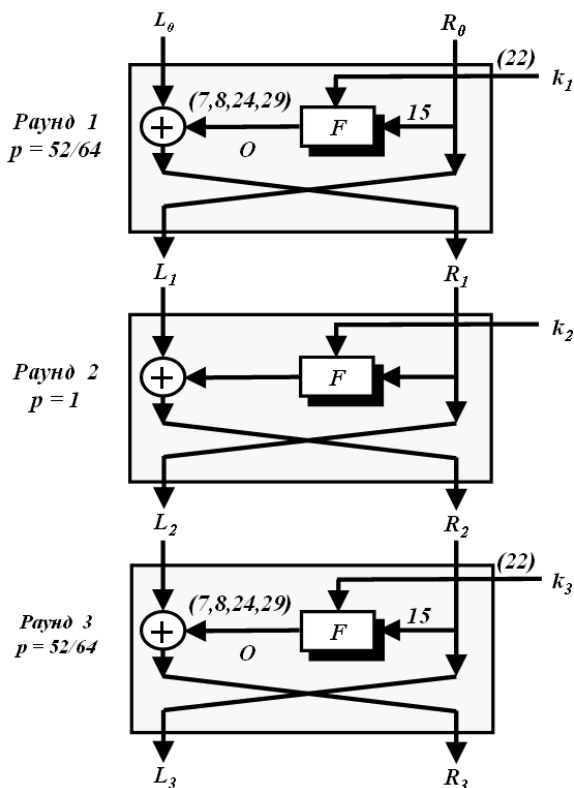 L₀
R₀
(22)
k₁
(7,8,24,29)
15
Раунд 1
p = 52/64
F
O
L₁
R₁
k₂
Раунд 2
p = 1
F
L₂
R₂
(22)
k₃
(7,8,24,29)
15
Раунд 3
p = 52/64
F
O
L₃
R₃